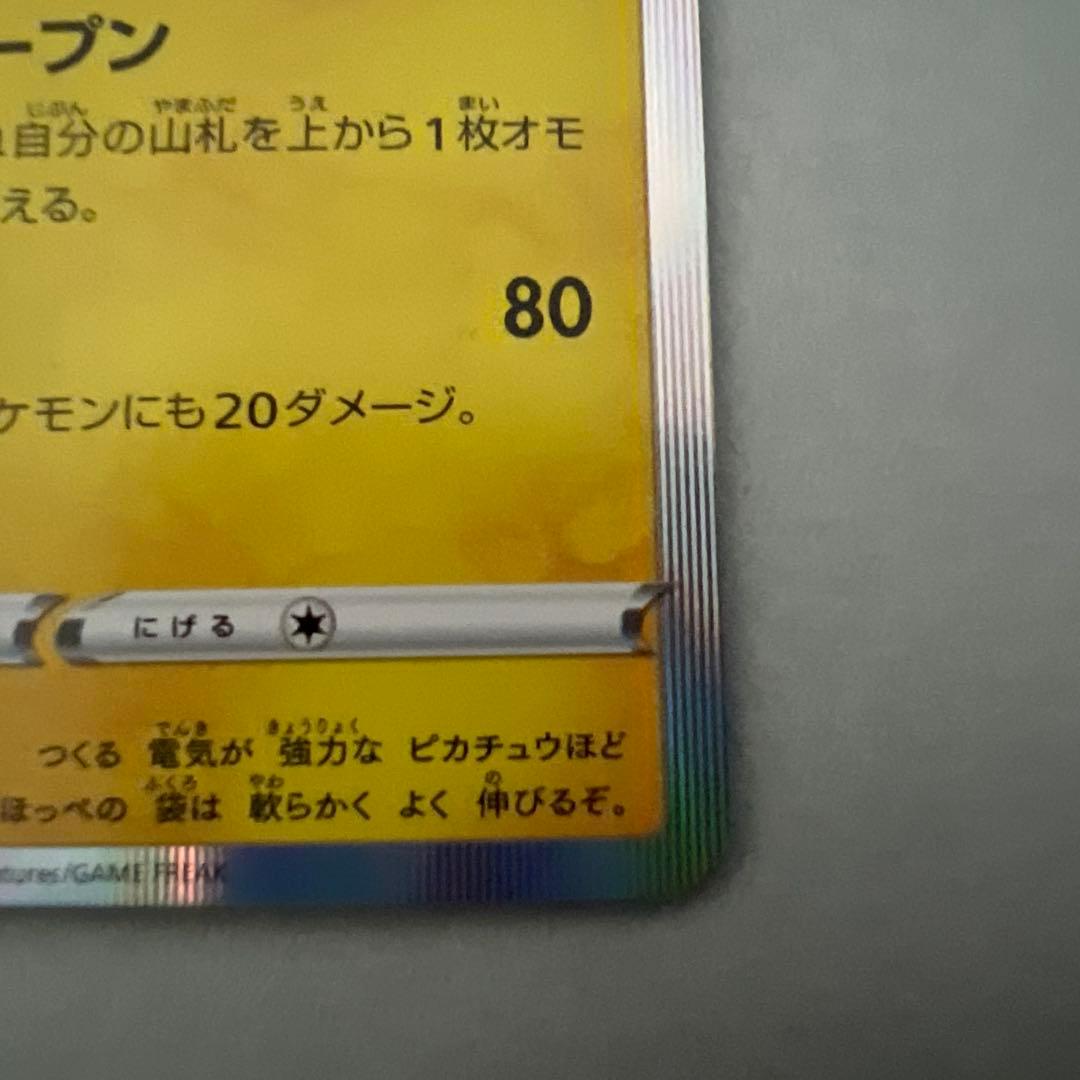 ープン
自分の山札を上から1枚オモ
える。
80
ケモンにも20ダメージ。
にげる
つくる 電気が 強力な ピカチュウほど
ほっぺの 袋は 軟らかく よく 伸びるぞ。
tures/GAME FREAK